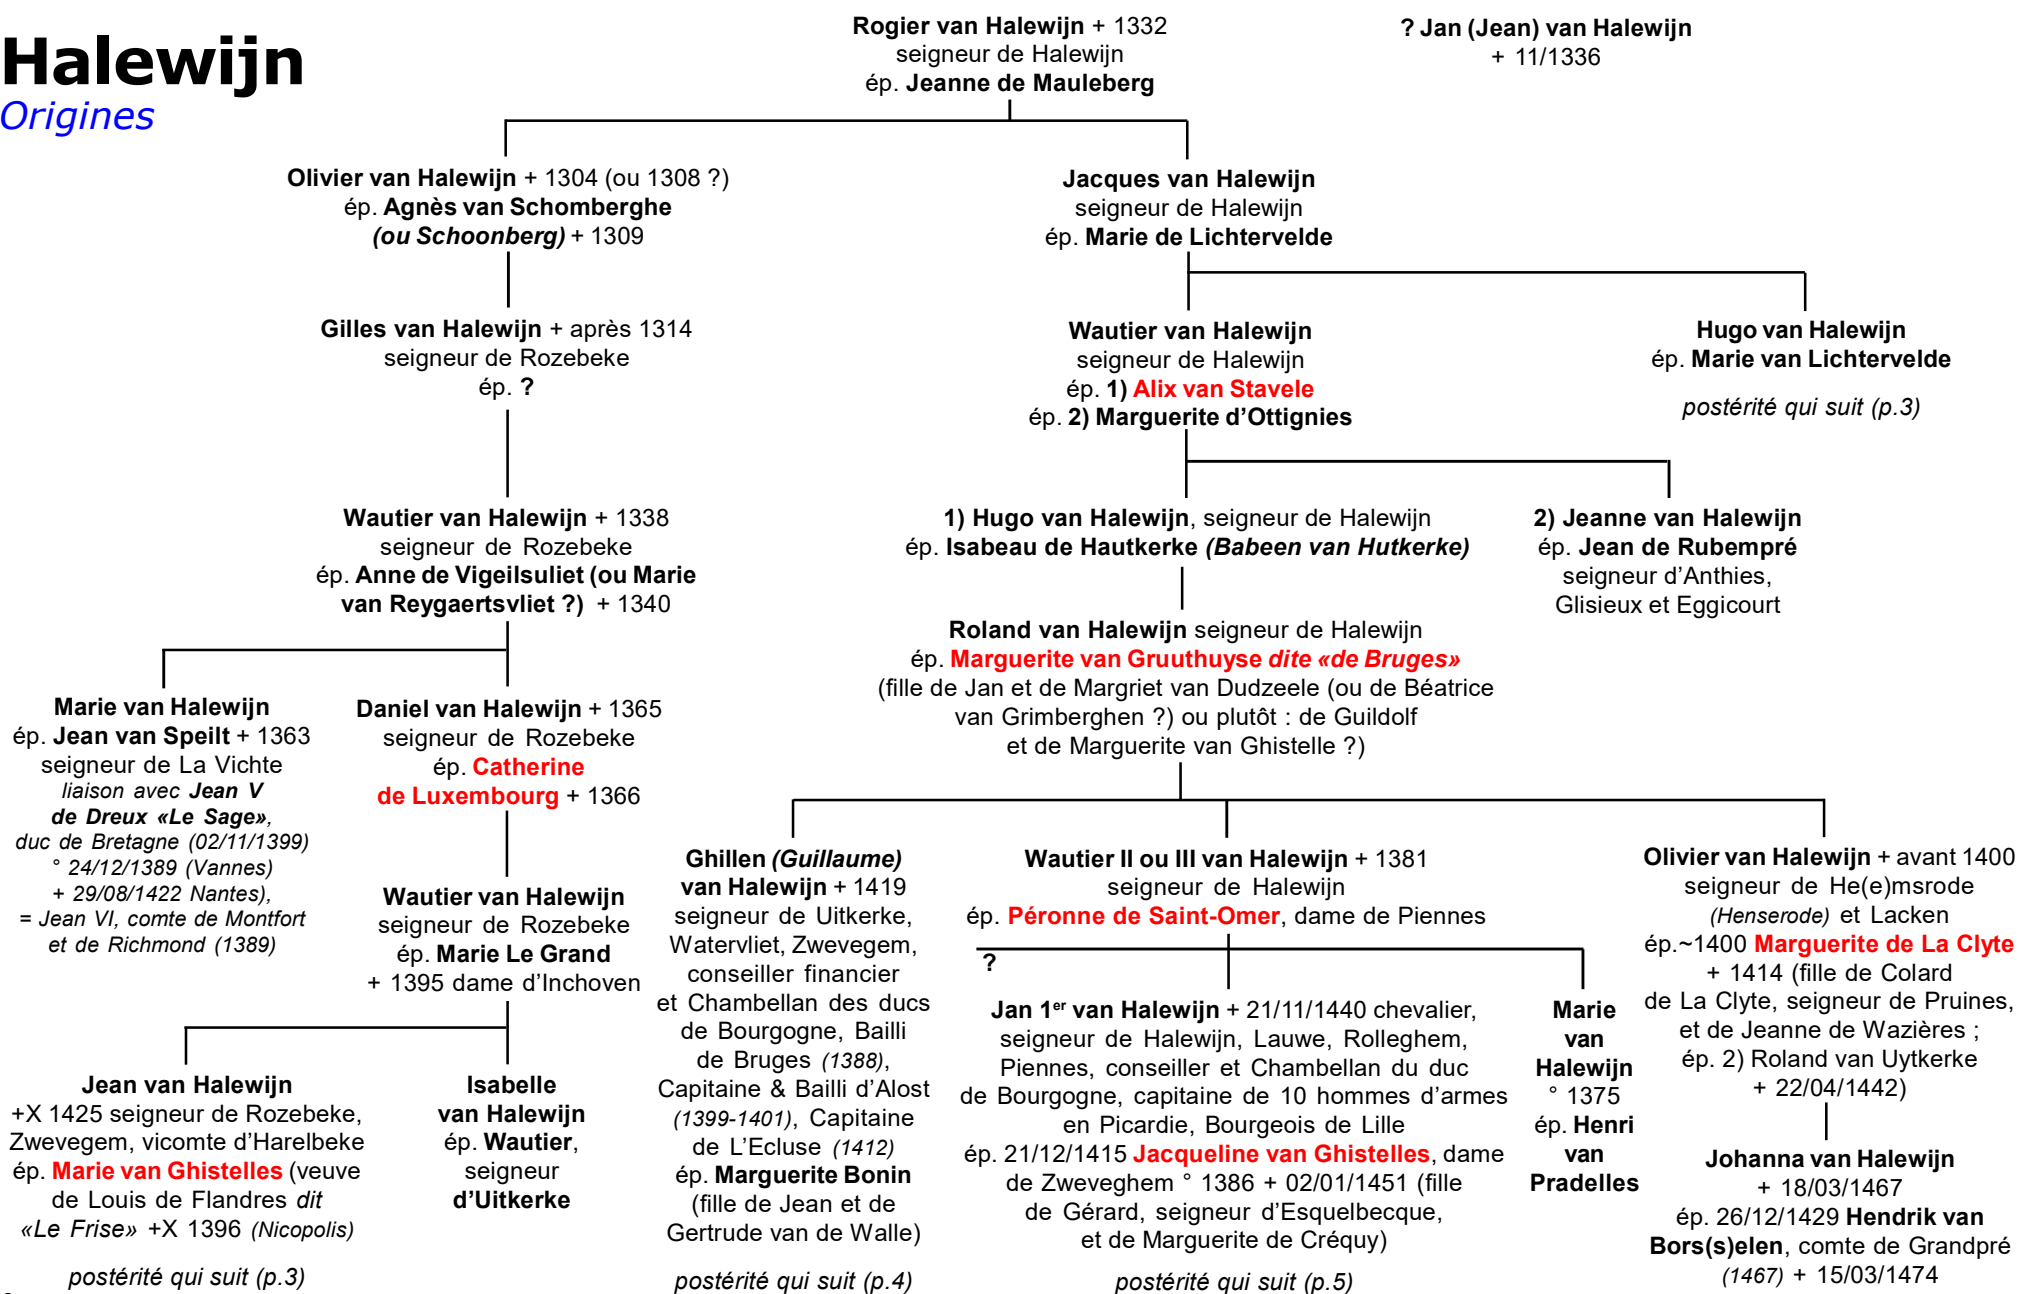 Halewijn
Origines
Rogier van Halewijn + 1332
seigneur de Halewijn
ép. Jeanne de Mauleberg
? Jan (Jean) van Halewijn
+ 11/1336
Olivier van Halewijn + 1304 (ou 1308 ?)
ép. Agnès van Schomberghe
(ou Schoonberg) + 1309
Jacques van Halewijn
seigneur de Halewijn
ép. Marie de Lichtervelde
Gilles van Halewijn + après 1314
seigneur de Rozebeke
ép. ?
Wautier van Halewijn
seigneur de Halewijn
ép. 1) Alix van Stavele
ép. 2) Marguerite d’Ottignies
Hugo van Halewijn
ép. Marie van Lichtervelde
postérité qui suit (p.3)
Wautier van Halewijn + 1338
seigneur de Rozebeke
ép. Anne de Vigeilsuliet (ou Marie
van Reygaertsvliet ?) + 1340
1) Hugo van Halewijn, seigneur de Halewijn
ép. Isabeau de Hautkerke (Babeen van Hutkerke)
2) Jeanne van Halewijn
ép. Jean de Rubempré
seigneur d’Anthies,
Glisieux et Eggicourt
Roland van Halewijn seigneur de Halewijn
ép. Marguerite van Gruuthuyse dite «de Bruges»
(fille de Jan et de Margriet van Dudzeele (ou de Béatrice
van Grimberghen ?) ou plutôt : de Guildolf
et de Marguerite van Ghistelle ?)
Marie van Halewijn
ép. Jean van Speilt + 1363
seigneur de La Vichte
liaison avec Jean V
de Dreux «Le Sage»,
duc de Bretagne (02/11/1399)
° 24/12/1389 (Vannes)
+ 29/08/1422 Nantes),
= Jean VI, comte de Montfort
et de Richmond (1389)
Daniel van Halewijn + 1365
seigneur de Rozebeke
ép. Catherine
de Luxembourg + 1366
Wautier van Halewijn
seigneur de Rozebeke
ép. Marie Le Grand
+ 1395 dame d’Inchoven
Ghillen (Guillaume)
van Halewijn + 1419
seigneur de Uitkerke,
Watervliet, Zwevegem,
conseiller financier
et Chambellan des ducs
de Bourgogne, Bailli
de Bruges (1388),
Capitaine & Bailli d’Alost
(1399-1401), Capitaine
de L’Ecluse (1412)
ép. Marguerite Bonin
(fille de Jean et de
Gertrude van de Walle)
postérité qui suit (p.4)
Wautier II ou III van Halewijn + 1381
seigneur de Halewijn
ép. Péronne de Saint-Omer, dame de Piennes
?
Jan 1er van Halewijn + 21/11/1440 chevalier,
seigneur de Halewijn, Lauwe, Rolleghem,
Piennes, conseiller et Chambellan du duc
de Bourgogne, capitaine de 10 hommes d’armes
en Picardie, Bourgeois de Lille
ép. 21/12/1415 Jacqueline van Ghistelles, dame
de Zweveghem ° 1386 + 02/01/1451 (fille
de Gérard, seigneur d’Esquelbecque,
et de Marguerite de Créquy)
postérité qui suit (p.5)
Marie
van
Halewijn
° 1375
ép. Henri
van
Pradelles
Olivier van Halewijn + avant 1400
seigneur de He(e)msrode
(Henserode) et Lacken
ép.~1400 Marguerite de La Clyte
+ 1414 (fille de Colard
de La Clyte, seigneur de Pruines,
et de Jeanne de Wazières ;
ép. 2) Roland van Uytkerke
+ 22/04/1442)
Johanna van Halewijn
+ 18/03/1467
ép. 26/12/1429 Hendrik van
Bors(s)elen, comte de Grandpré
(1467) + 15/03/1474
Jean van Halewijn
+X 1425 seigneur de Rozebeke,
Zwevegem, vicomte d’Harelbeke
ép. Marie van Ghistelles (veuve
de Louis de Flandres dit
«Le Frise» +X 1396 (Nicopolis)
postérité qui suit (p.3)
Isabelle
van Halewijn
ép. Wautier,
seigneur
d’Uitkerke